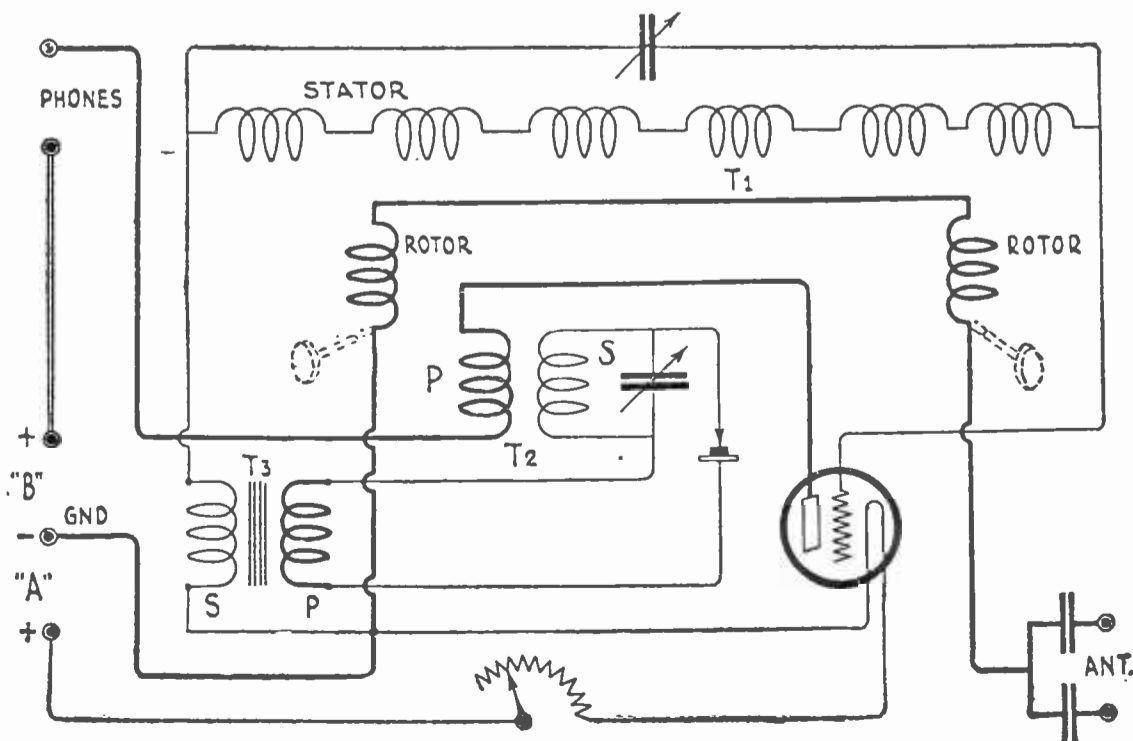 PHONES
STATOR
T1
ROTOR
ROTOR
P
S
T2
+
"B"
T3
GND
-
"A"
S
P
+
ANT.